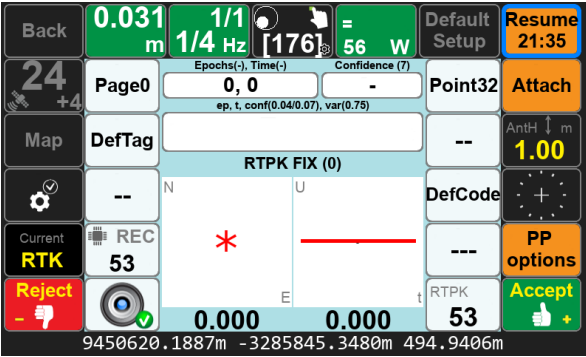 Back
0.031 m
1/1
1/4 Hz
[176]
=
56 W
Default
Setup
Resume
21:35
24
+4
Page0
Epochs(-), Time(-)
0, 0
Confidence (7)
-
Point32
Attach
ep, t, conf(0.04/0.07), var(0.75)
Map
DefTag
--
AntH m
1.00
RTPK FIX (0)
--
N
U
DefCode
Current
RTK
REC
53
---
PP
options
E
t
Reject
-
0.000
0.000
RTPK
53
Accept
+
9450620.1887m -3285845.3480m 494.9406m